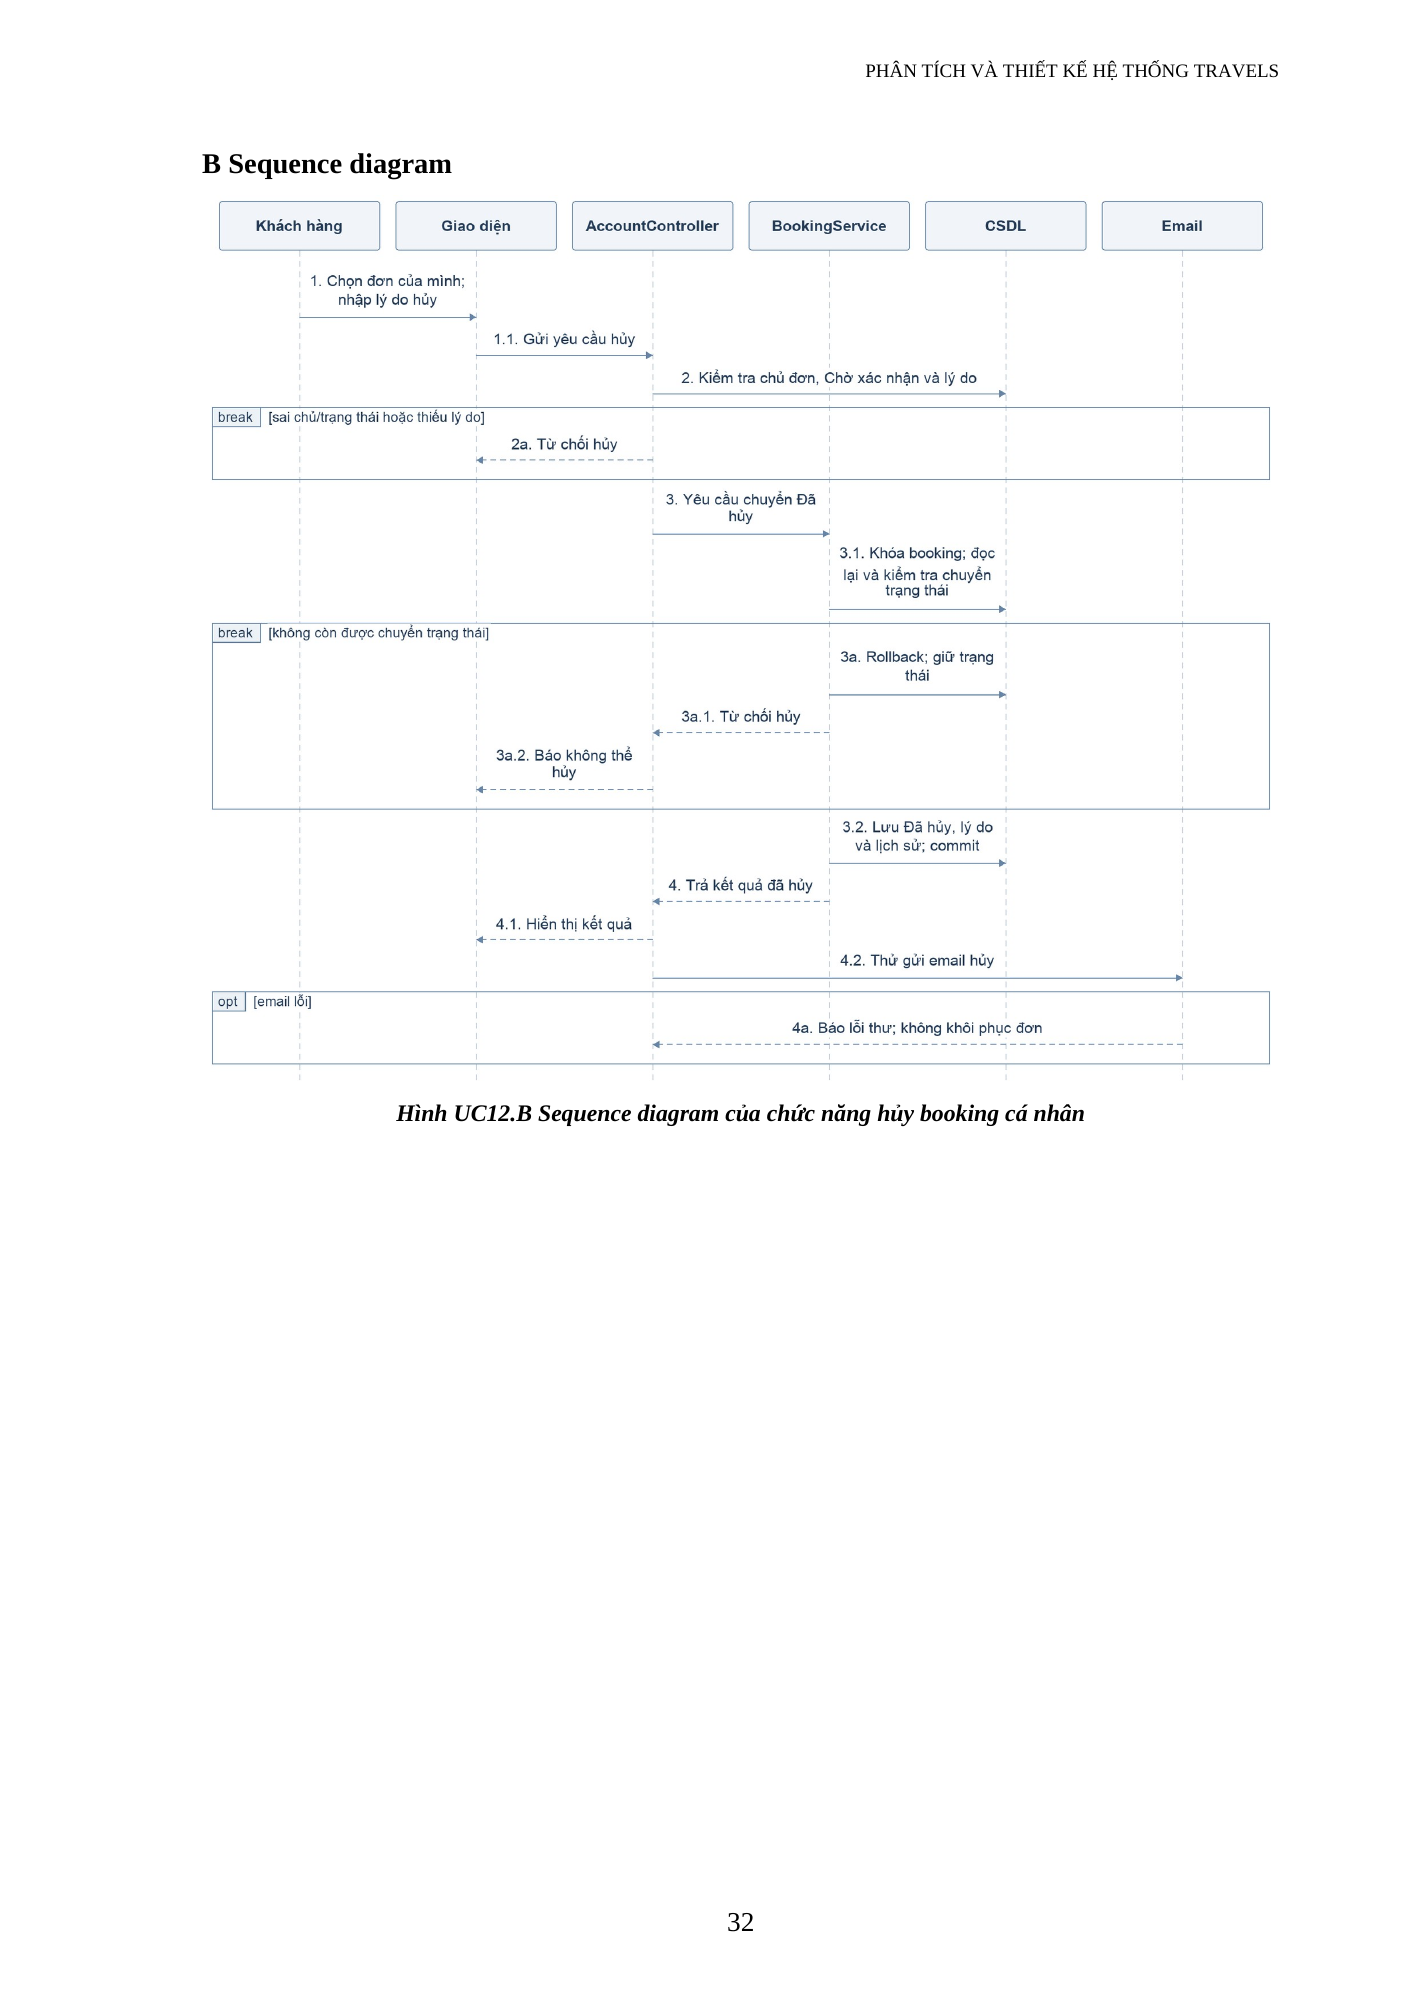 PHÂN TÍCH VÀ THIẾT KẾ HỆ THỐNG TRAVELS
B Sequence diagram
Khách hàng
Giao diện
AccountController
BookingService
CSDL
Email
1. Chọn đơn của mình;
nhập lý do hủy
1.1. Gửi yêu cầu hủy
2. Kiểm tra chủ đơn, Chờ xác nhận và lý do
break [sai chủ/trạng thái hoặc thiếu lý do]
2a. Từ chối hủy
3. Yêu cầu chuyển Đã
hủy
3.1. Khóa booking; đọc
lại và kiểm tra chuyển
trạng thái
break [không còn được chuyển trạng thái]
3a. Rollback; giữ trạng
thái
3a.1. Từ chối hủy
3a.2. Báo không thể
hủy
3.2. Lưu Đã hủy, lý do
và lịch sử; commit
4. Trả kết quả đã hủy
4.1. Hiển thị kết quả
4.2. Thử gửi email hủy
opt [email lỗi]
4a. Báo lỗi thư; không khôi phục đơn
Hình UC12.B Sequence diagram của chức năng hủy booking cá nhân
32